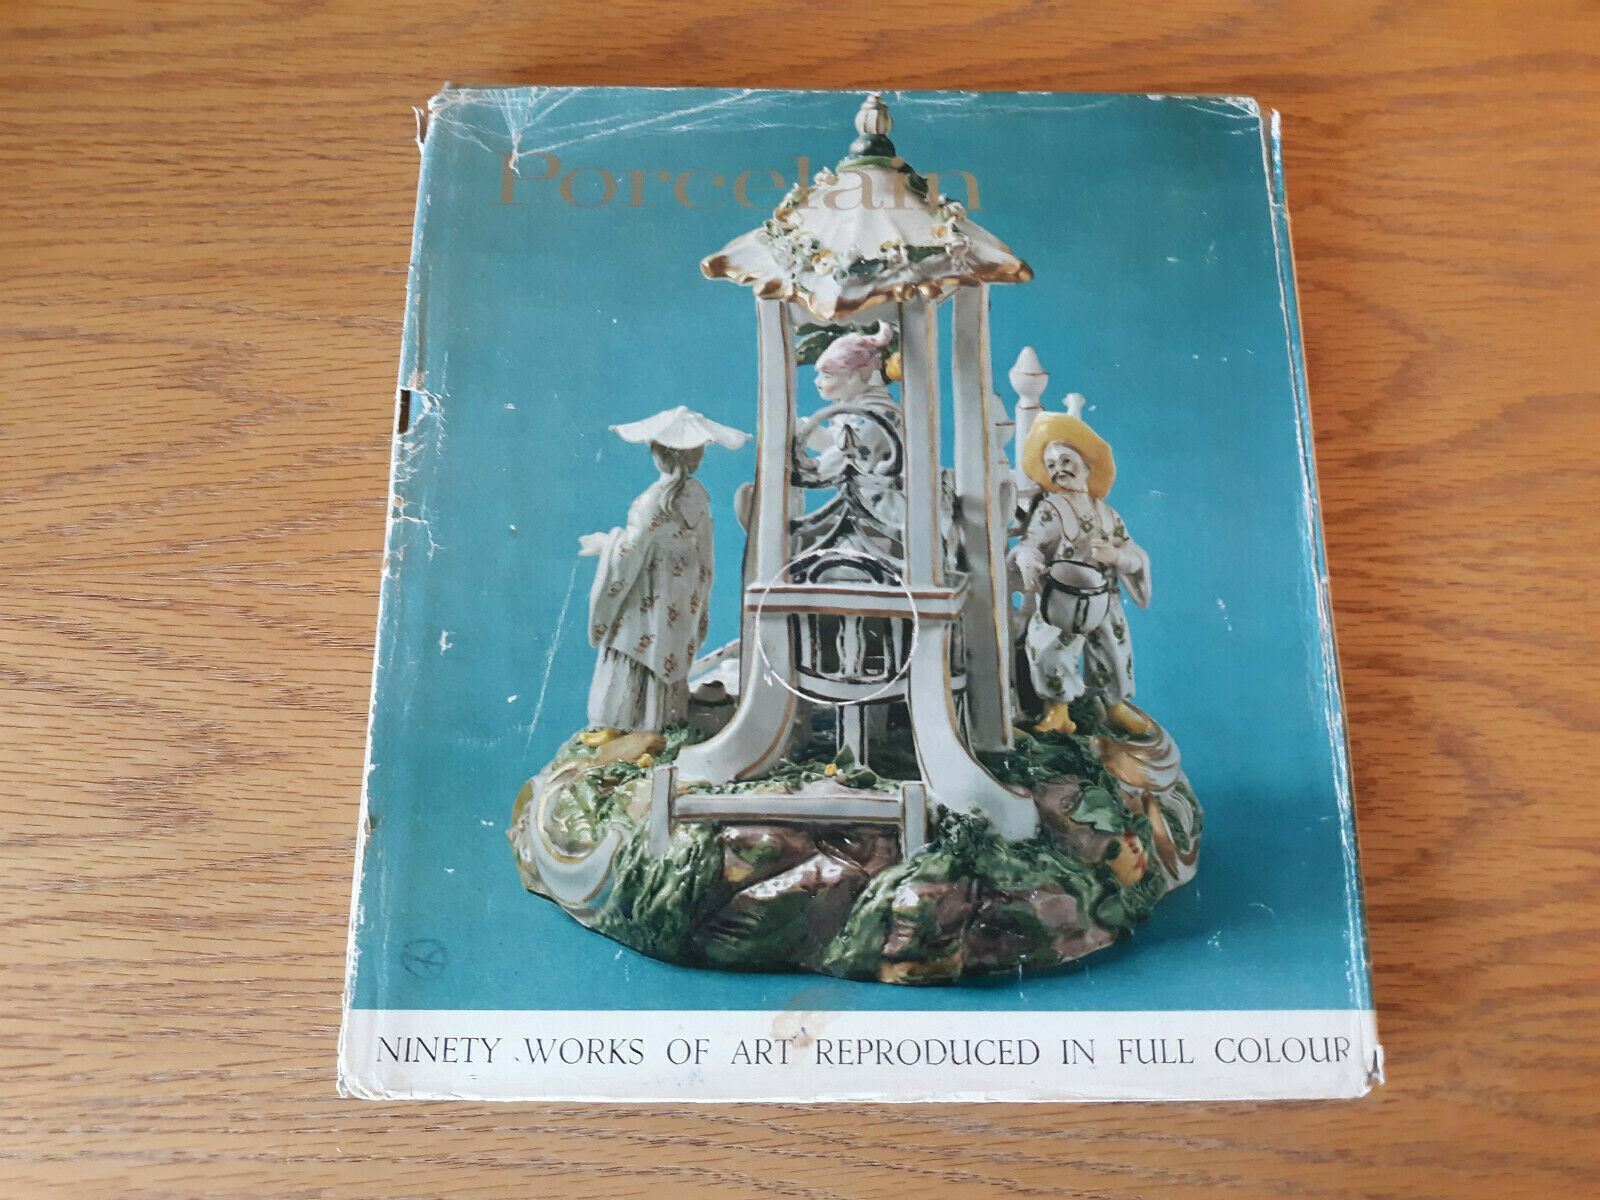 Porcelain
NINETY WORKS OF ART REPRODUCED IN FULL COLOUR